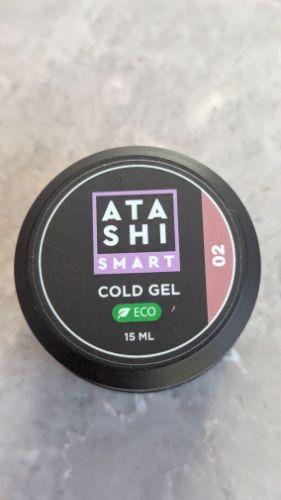 ATA
SHI
SMART
COLD GEL
ECO
15 ML
02